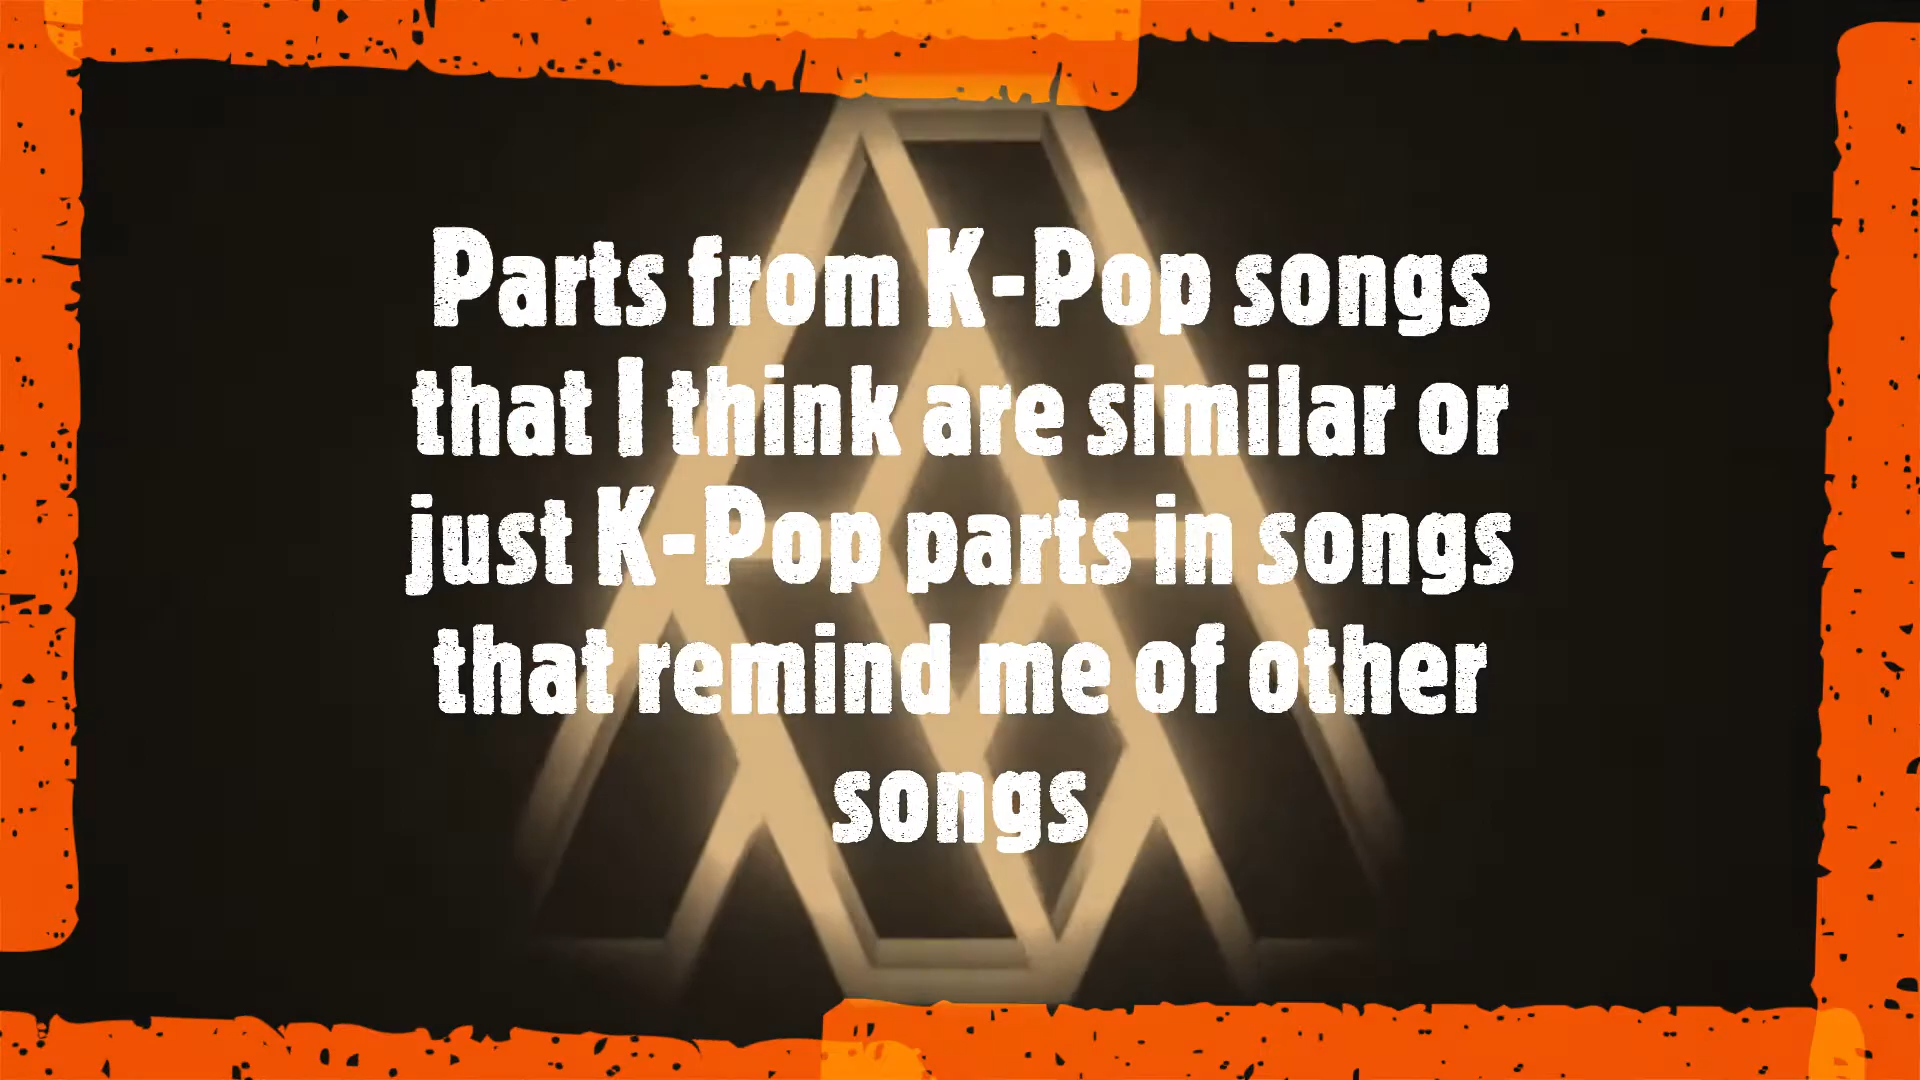 Parts from K-Pop songs
that I think are similar or
just K-Pop parts in songs
that remind me of other
songs